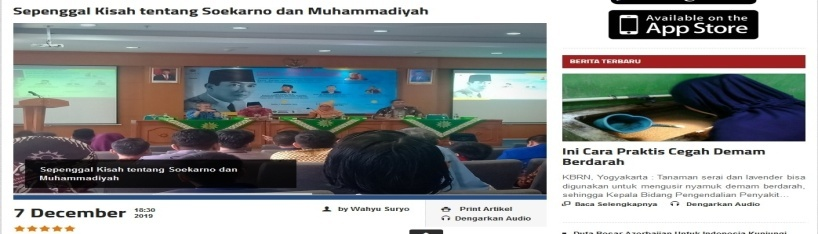 Sepenggal Kisah tentang Soekarno dan Muhammadiyah
Sepenggal Kisah tentang Soekarno dan
Muhammadiyah
7 December 18:30
2019
by Wahyu Suryo
Print Artikel
Dengarkan Audio
Available on the
App Store
BERITA TERBARU
Ini Cara Praktis Cegah Demam
Berdarah
KBRN, Yogyakarta : Tanaman serai dan lavender bisa
digunakan untuk mengusir nyamuk demam berdarah,
sehingga Kepala Bidang Pengendalian Penyakit...
Baca Selengkapnya
Dengarkan Audio
Duta Besar Azerbaijan Untuk Indonesia Kunjungi